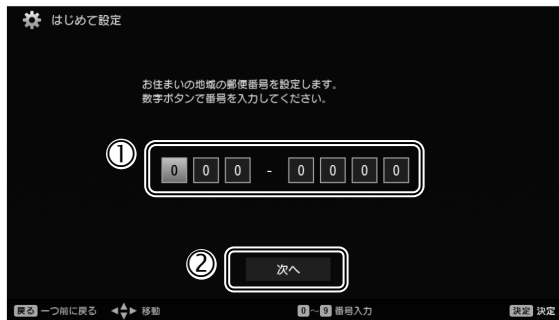 はじめて設定
お住まいの地域の郵便番号を設定します。
数字ボタンで番号を入力してください。
①
0 0 0 - 0 0 0 0
②
次へ
戻る 一つ前に戻る ◀▲▼▶ 移動 0～9 番号入力 決定 決定